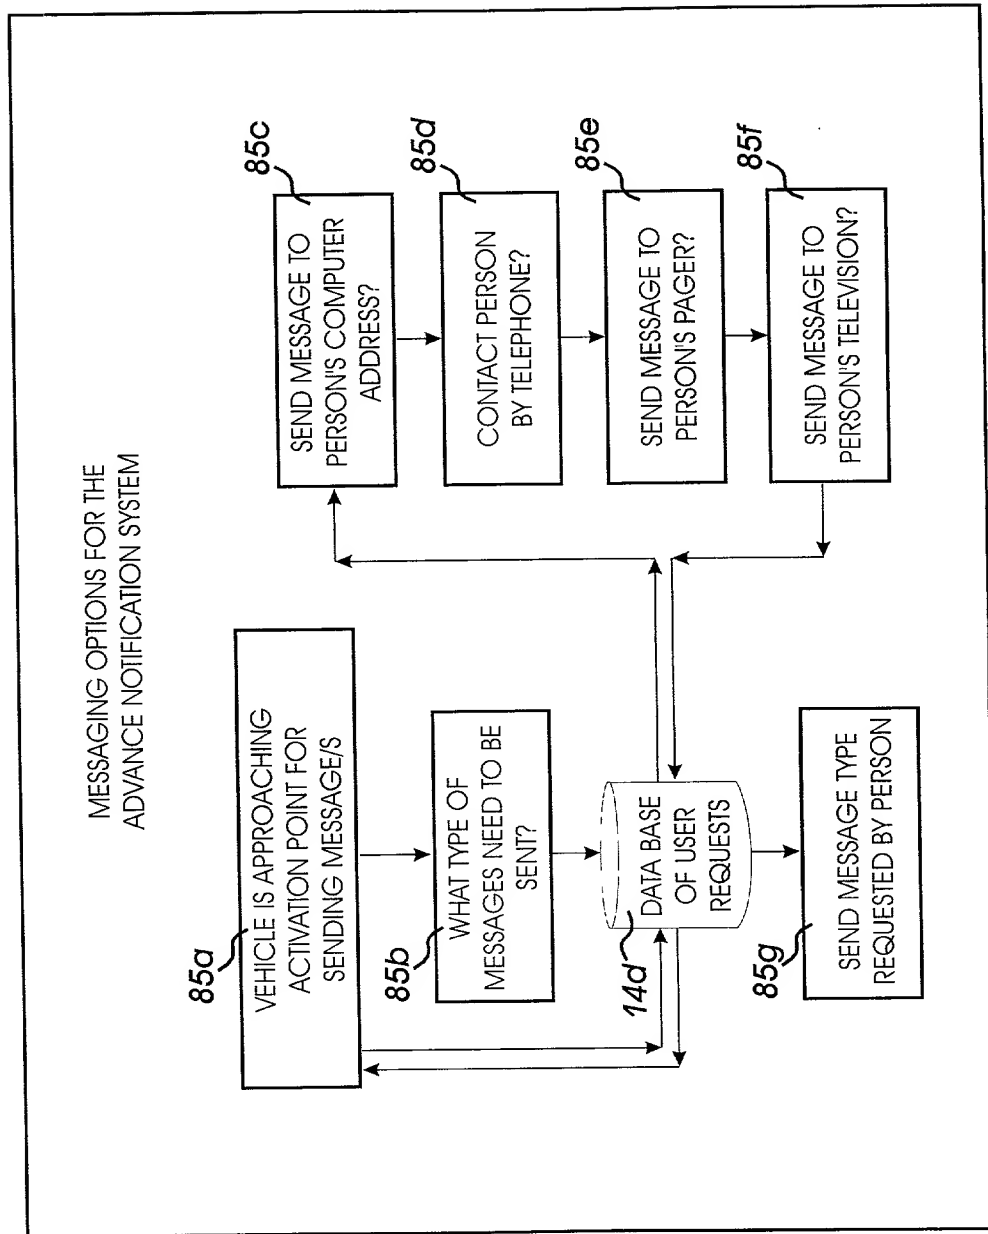 MESSAGING OPTIONS FOR THE
ADVANCE NOTIFICATION SYSTEM
85a
VEHICLE IS APPROACHING
ACTIVATION POINT FOR
SENDING MESSAGE/S
85b
WHAT TYPE OF
MESSAGES NEED TO BE
SENT?
14d
DATA BASE
OF USER
REQUESTS
85g
SEND MESSAGE TYPE
REQUESTED BY PERSON
85c
SEND MESSAGE TO
PERSON'S COMPUTER
ADDRESS?
85d
CONTACT PERSON
BY TELEPHONE?
85e
SEND MESSAGE TO
PERSON'S PAGER?
85f
SEND MESSAGE TO
PERSON'S TELEVISION?